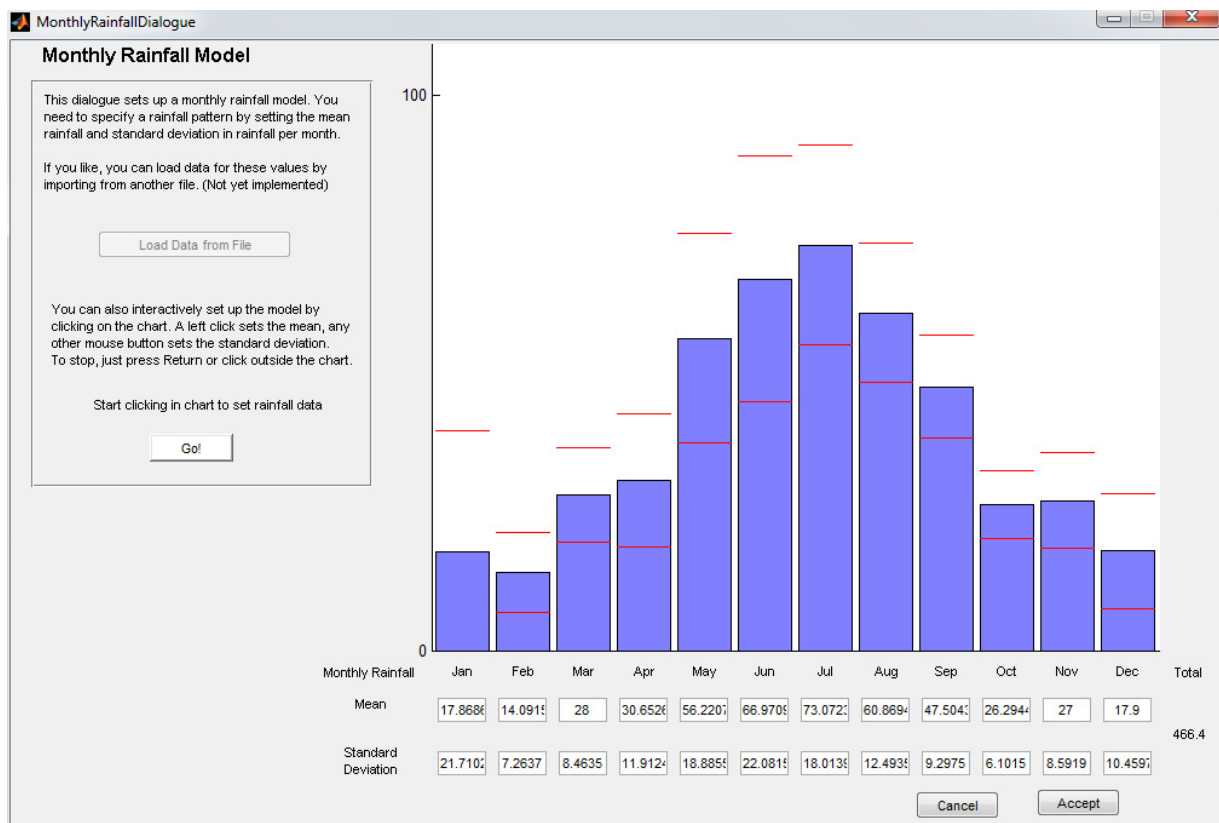 MonthlyRainfallDialogue
Monthly Rainfall Model
This dialogue sets up a monthly rainfall model. You
need to specify a rainfall pattern by setting the mean
rainfall and standard deviation in rainfall per month.
If you like, you can load data for these values by
importing from another file. (Not yet implemented)
Load Data from File
You can also interactively set up the model by
clicking on the chart. A left click sets the mean, any
other mouse button sets the standard deviation.
To stop, just press Return or click outside the chart.
Start clicking in chart to set rainfall data
Go!
100
0
Monthly Rainfall Jan Feb Mar Apr May Jun Jul Aug Sep Oct Nov Dec Total
Mean 17.8686 14.0915 28 30.6526 56.2207 66.9709 73.0723 60.8694 47.5043 26.2944 27 17.9
466.4
Standard
Deviation 21.7102 7.2637 8.4635 11.9124 18.8855 22.0815 18.0139 12.4935 9.2975 6.1015 8.5919 10.4597
Cancel Accept